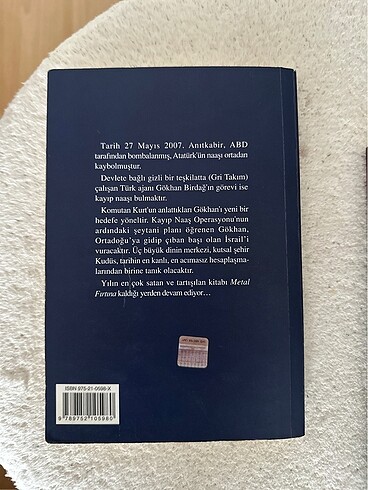 Tarih 27 Mayıs 2007. Anıtkabir, ABD
tarafından bombalanmış, Atatürk'ün naaşı ortadan
kaybolmuştur.
Devlete bağlı gizli bir teşkilatta (Gri Takım)
çalışan Türk ajanı Gökhan Birdağ'ın görevi ise
kayıp naaşı bulmaktır.
Komutan Kurt'un anlattıkları Gökhan'ı yeni bir
hedefe yöneltir. Kayıp Naaş Operasyonu'nun
ardındaki şeytani planı öğrenen Gökhan,
Ortadoğu'ya gidip çıban başı olan İsrail'i
vuracaktır. Üç büyük dinin merkezi, kutsal şehir
Kudüs, tarihin en kanlı, en acımasız hesaplaşma-
larından birine tanık olacaktır.
Yılın en çok satan ve tartışılan kitabı Metal
Fırtına kaldığı yerden devam ediyor…
ISBN 975-21-0598-X
9 789752 105980